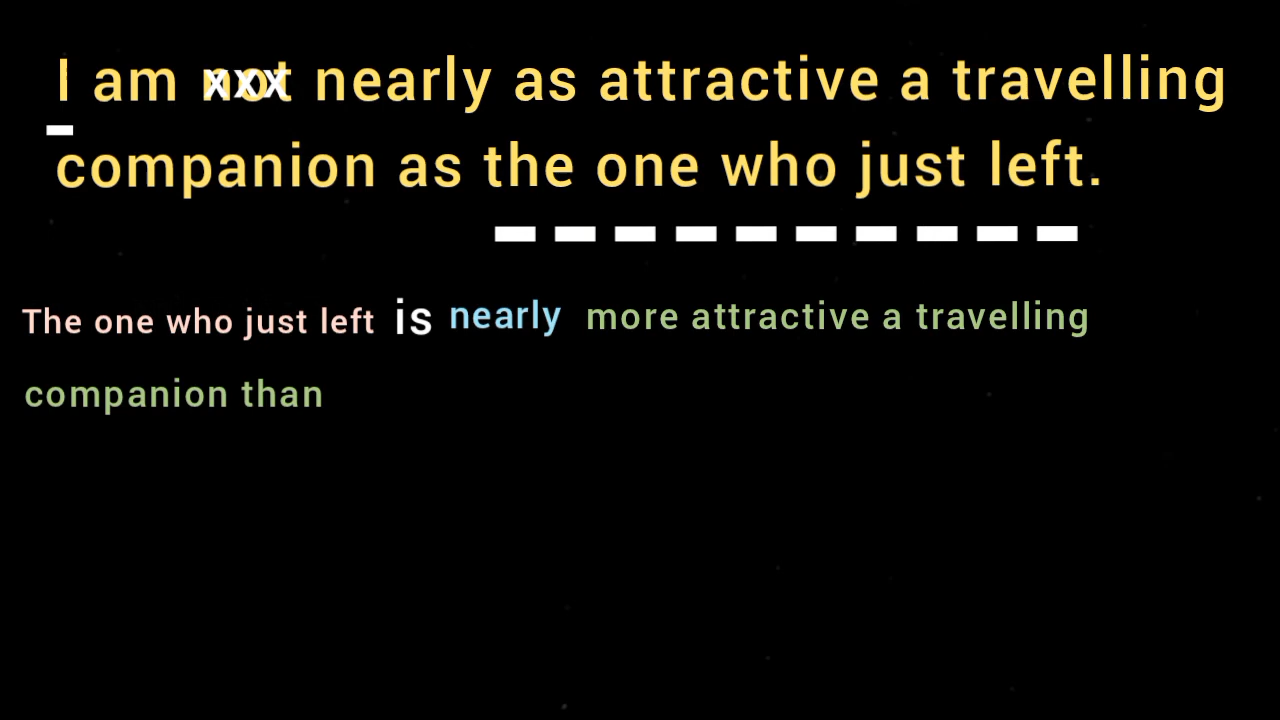 I am not nearly as attractive a travelling
companion as the one who just left.
The one who just left is nearly more attractive a travelling
companion than